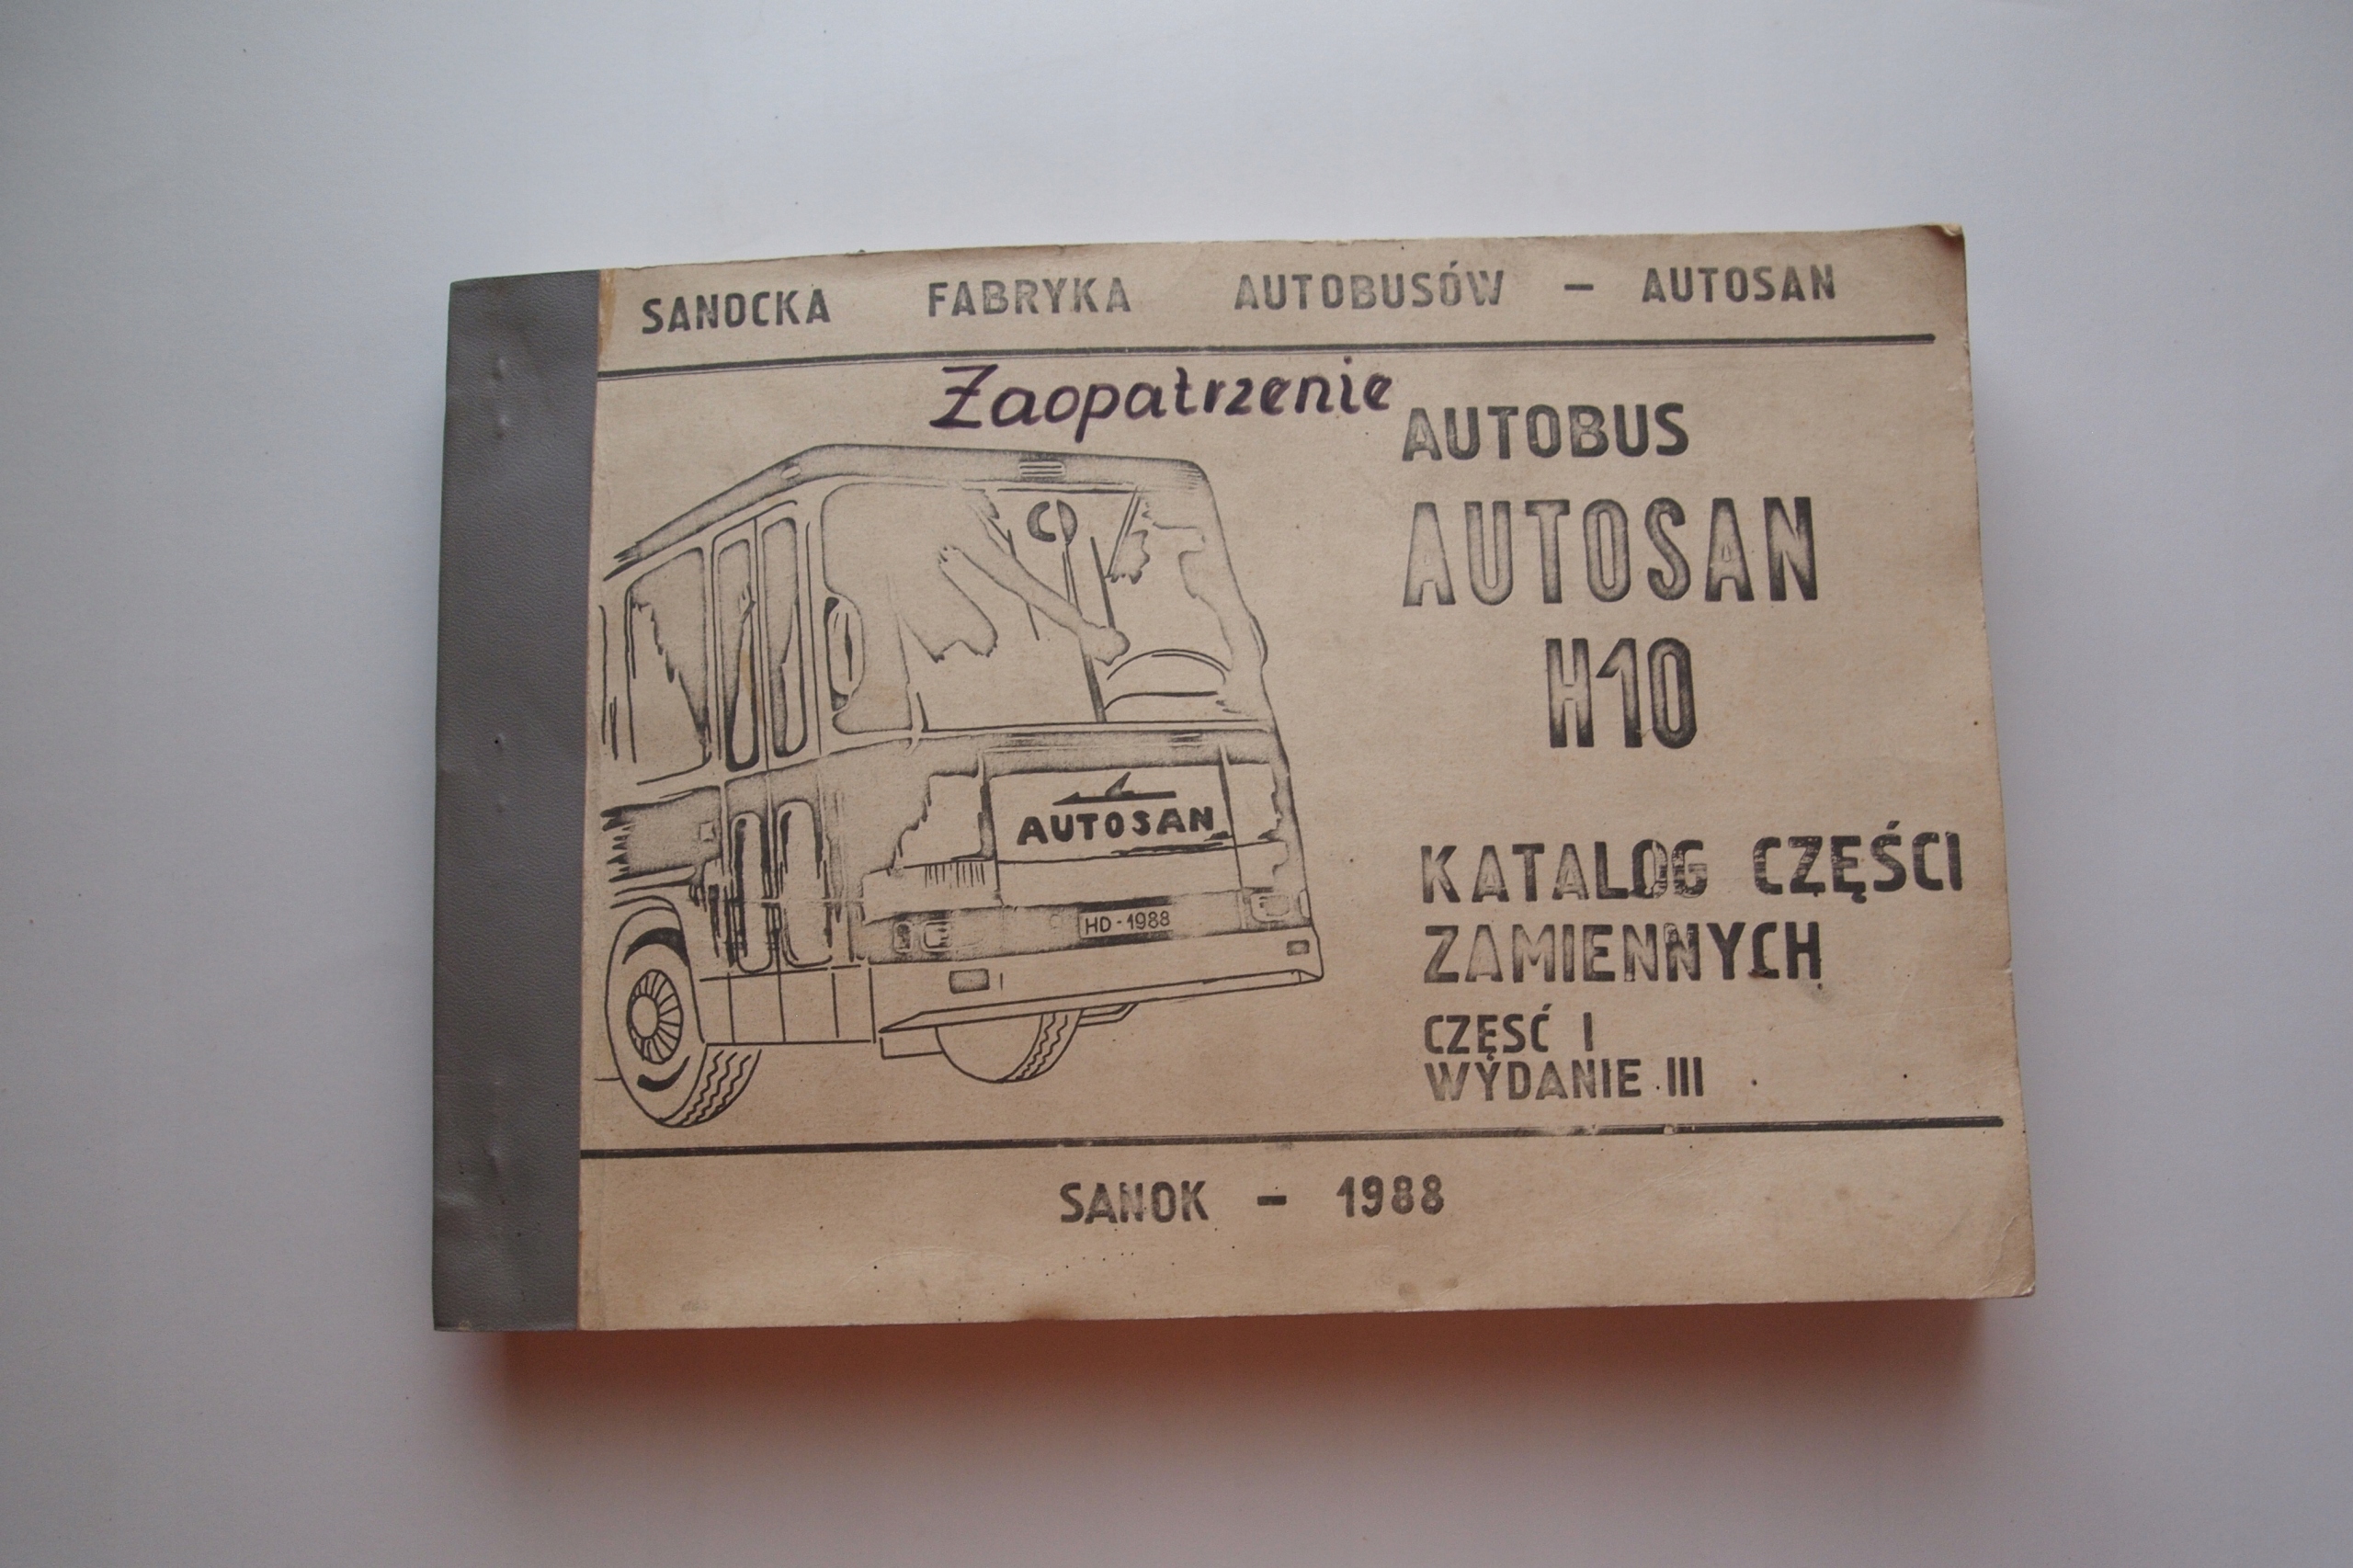 SANOCKA FABRYKA AUTOBUSÓW – AUTOSAN
Zaopatrzenie
AUTOBUS
AUTOSAN
H10
AUTOSAN
HD-1988
KATALOG CZĘŚCI
ZAMIENNYCH
CZĘŚĆ I
WYDANIE III
SANOK – 1988